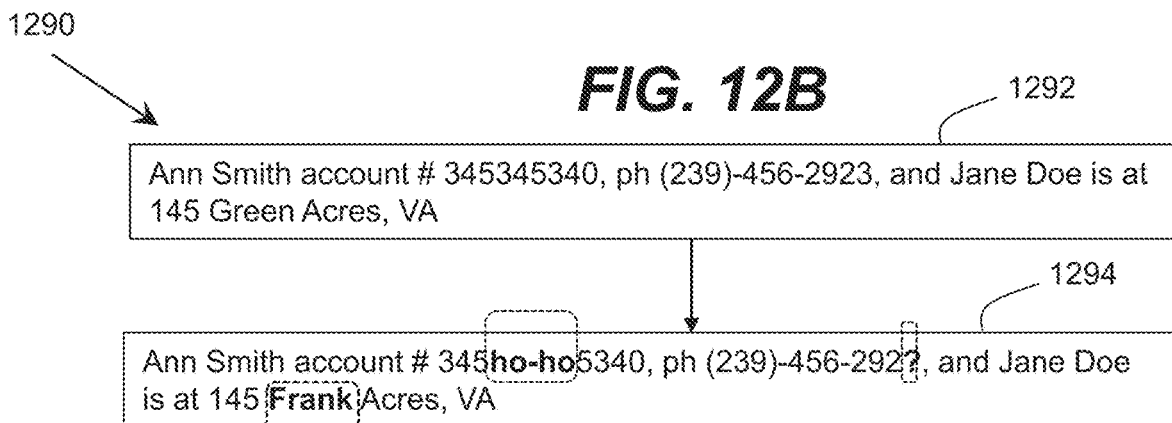 1290
FIG. 12B
1292
Ann Smith account # 345345340, ph (239)-456-2923, and Jane Doe is at
145 Green Acres, VA
1294
Ann Smith account # 345ho-ho5340, ph (239)-456-292?, and Jane Doe
is at 145 Frank Acres, VA